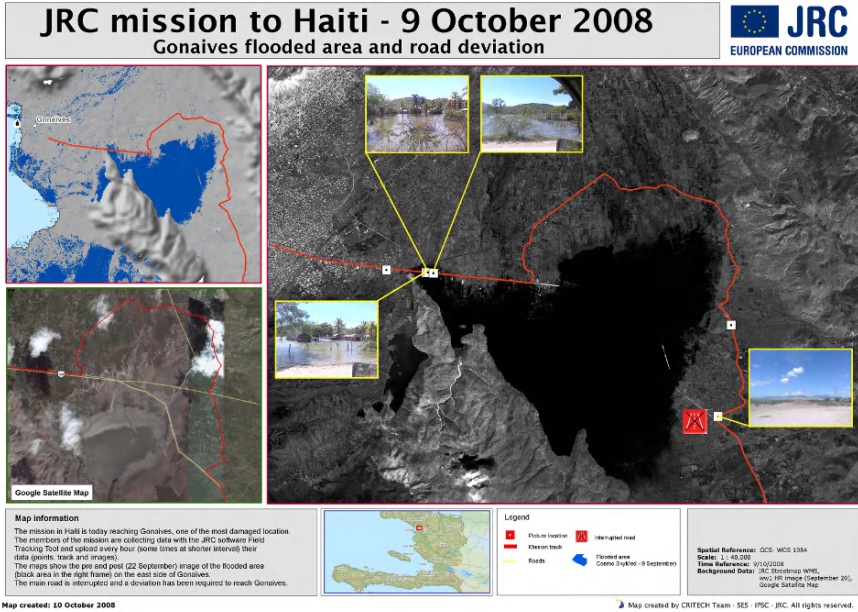 JRC mission to Haiti - 9 October 2008
Gonaives flooded area and road deviation
JRC
EUROPEAN COMMISSION
Gonaives
Google Satellite Map
Map information
The mission in Haiti is today reaching Gonaives, one of the most damaged location.
The members of the mission are collecting data with the JRC software Field
Tracking Tool end upload every hour (some times at shorter interval) their
data (points, track and images).
The maps show the pre and post (22 September) image of the flooded area
(black area in the right frame) on the east side of Gonaives.
The main road is interrupted and a deviation has been required to reach Gonaives.
Legend
Picture location
Interrupted road
Mission track
Roads
Flooded area
Cosmo SkyMed - 9 September)
Spatial Reference: GCS- WGS 1984
Scale: 1 : 40.000
Time Reference: 9/10/2008
Background Data: JRC Streetmap WMS,
ww1 HR image (September 20),
Google Satellite Map
Map created: 10 October 2008
Map created by CRITECH Team - SES - IPSC - JRC. All rights reserved.